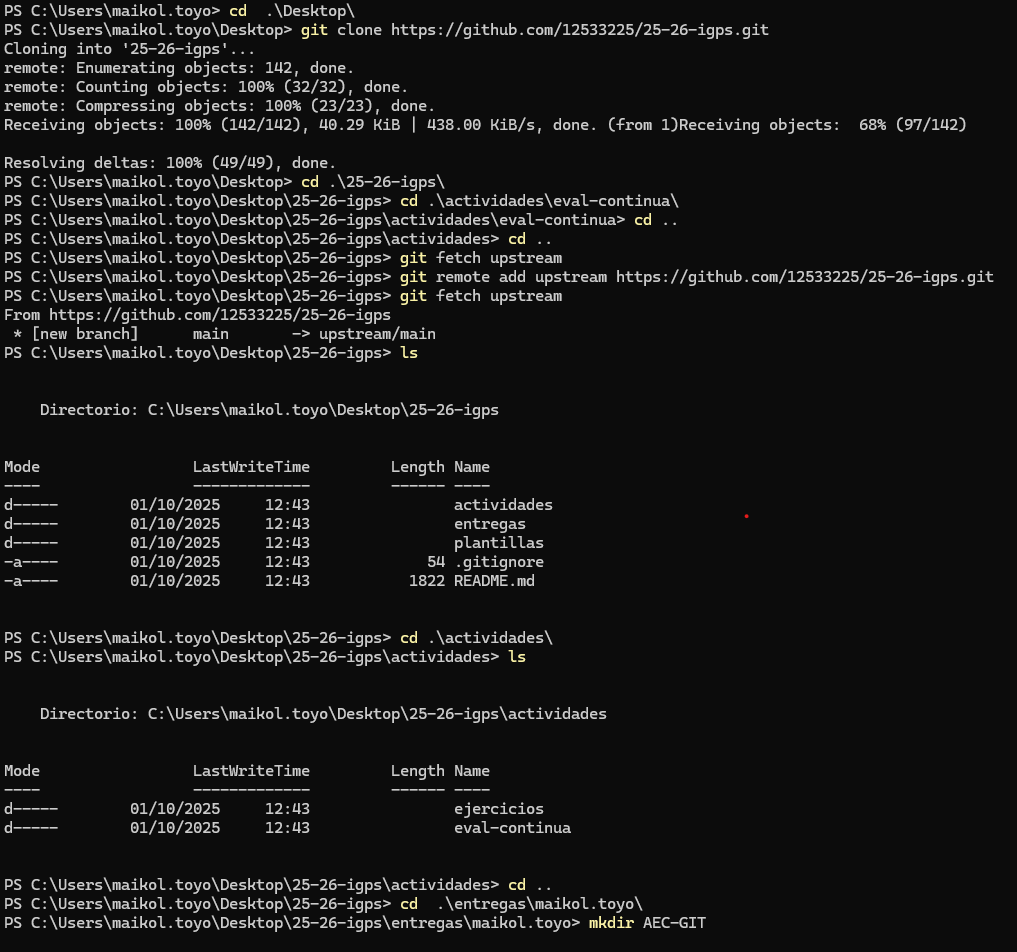 PS C:\Users\maikol.toyo> cd  .\Desktop\
PS C:\Users\maikol.toyo\Desktop> git clone https://github.com/12533225/25-26-igps.git
Cloning into '25-26-igps'...
remote: Enumerating objects: 142, done.
remote: Counting objects: 100% (32/32), done.
remote: Compressing objects: 100% (23/23), done.
Receiving objects: 100% (142/142), 40.29 KiB | 438.00 KiB/s, done. (from 1)Receiving objects:  68% (97/142)
Resolving deltas: 100% (49/49), done.
PS C:\Users\maikol.toyo\Desktop> cd .\25-26-igps\
PS C:\Users\maikol.toyo\Desktop\25-26-igps> cd .\actividades\eval-continua\
PS C:\Users\maikol.toyo\Desktop\25-26-igps\actividades\eval-continua> cd ..
PS C:\Users\maikol.toyo\Desktop\25-26-igps\actividades> cd ..
PS C:\Users\maikol.toyo\Desktop\25-26-igps> git fetch upstream
PS C:\Users\maikol.toyo\Desktop\25-26-igps> git remote add upstream https://github.com/12533225/25-26-igps.git
PS C:\Users\maikol.toyo\Desktop\25-26-igps> git fetch upstream
From https://github.com/12533225/25-26-igps
 * [new branch]      main       -> upstream/main
PS C:\Users\maikol.toyo\Desktop\25-26-igps> ls
    Directorio: C:\Users\maikol.toyo\Desktop\25-26-igps
Mode                 LastWriteTime         Length Name
----                 -------------         ------ ----
d-----        01/10/2025     12:43                actividades
d-----        01/10/2025     12:43                entregas
d-----        01/10/2025     12:43                plantillas
-a----        01/10/2025     12:43             54 .gitignore
-a----        01/10/2025     12:43           1822 README.md
PS C:\Users\maikol.toyo\Desktop\25-26-igps> cd .\actividades\
PS C:\Users\maikol.toyo\Desktop\25-26-igps\actividades> ls
    Directorio: C:\Users\maikol.toyo\Desktop\25-26-igps\actividades
Mode                 LastWriteTime         Length Name
----                 -------------         ------ ----
d-----        01/10/2025     12:43                ejercicios
d-----        01/10/2025     12:43                eval-continua
PS C:\Users\maikol.toyo\Desktop\25-26-igps\actividades> cd ..
PS C:\Users\maikol.toyo\Desktop\25-26-igps> cd  .\entregas\maikol.toyo\
PS C:\Users\maikol.toyo\Desktop\25-26-igps\entregas\maikol.toyo> mkdir AEC-GIT